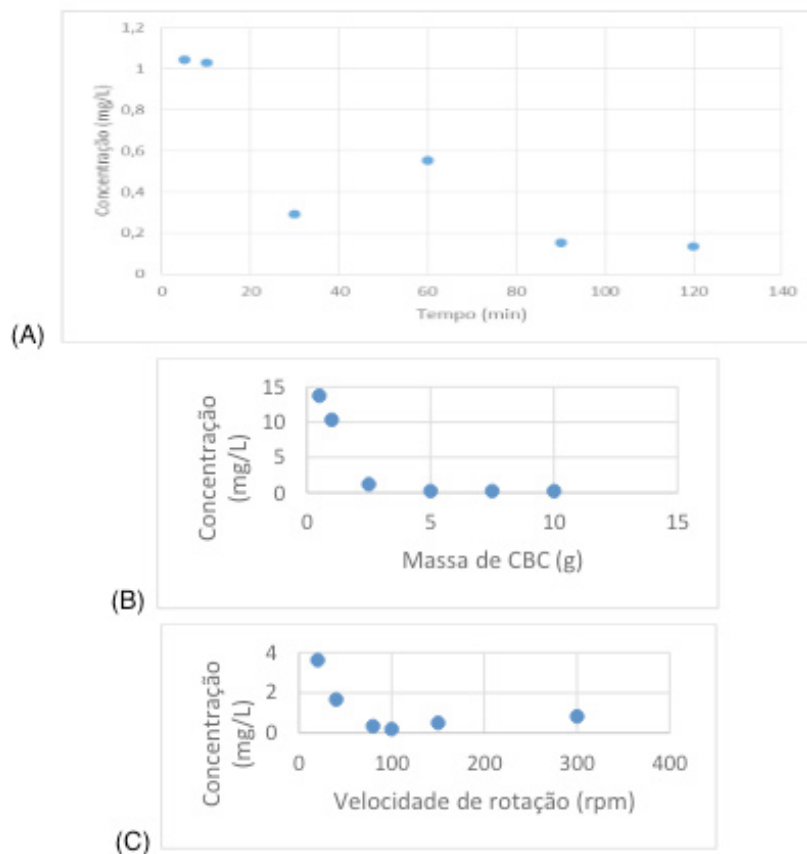 1,2
1
0,8
0,6
0,4
0,2
0
0 20 40 60 80 100 120 140
Concentração (mg/L)
Tempo (min)
(A)
Concentração
(mg/L)
15
10
5
0
0 5 10 15
Massa de CBC (g)
(B)
Concentração
(mg/L)
4
2
0
0 100 200 300 400
Velocidade de rotação (rpm)
(C)